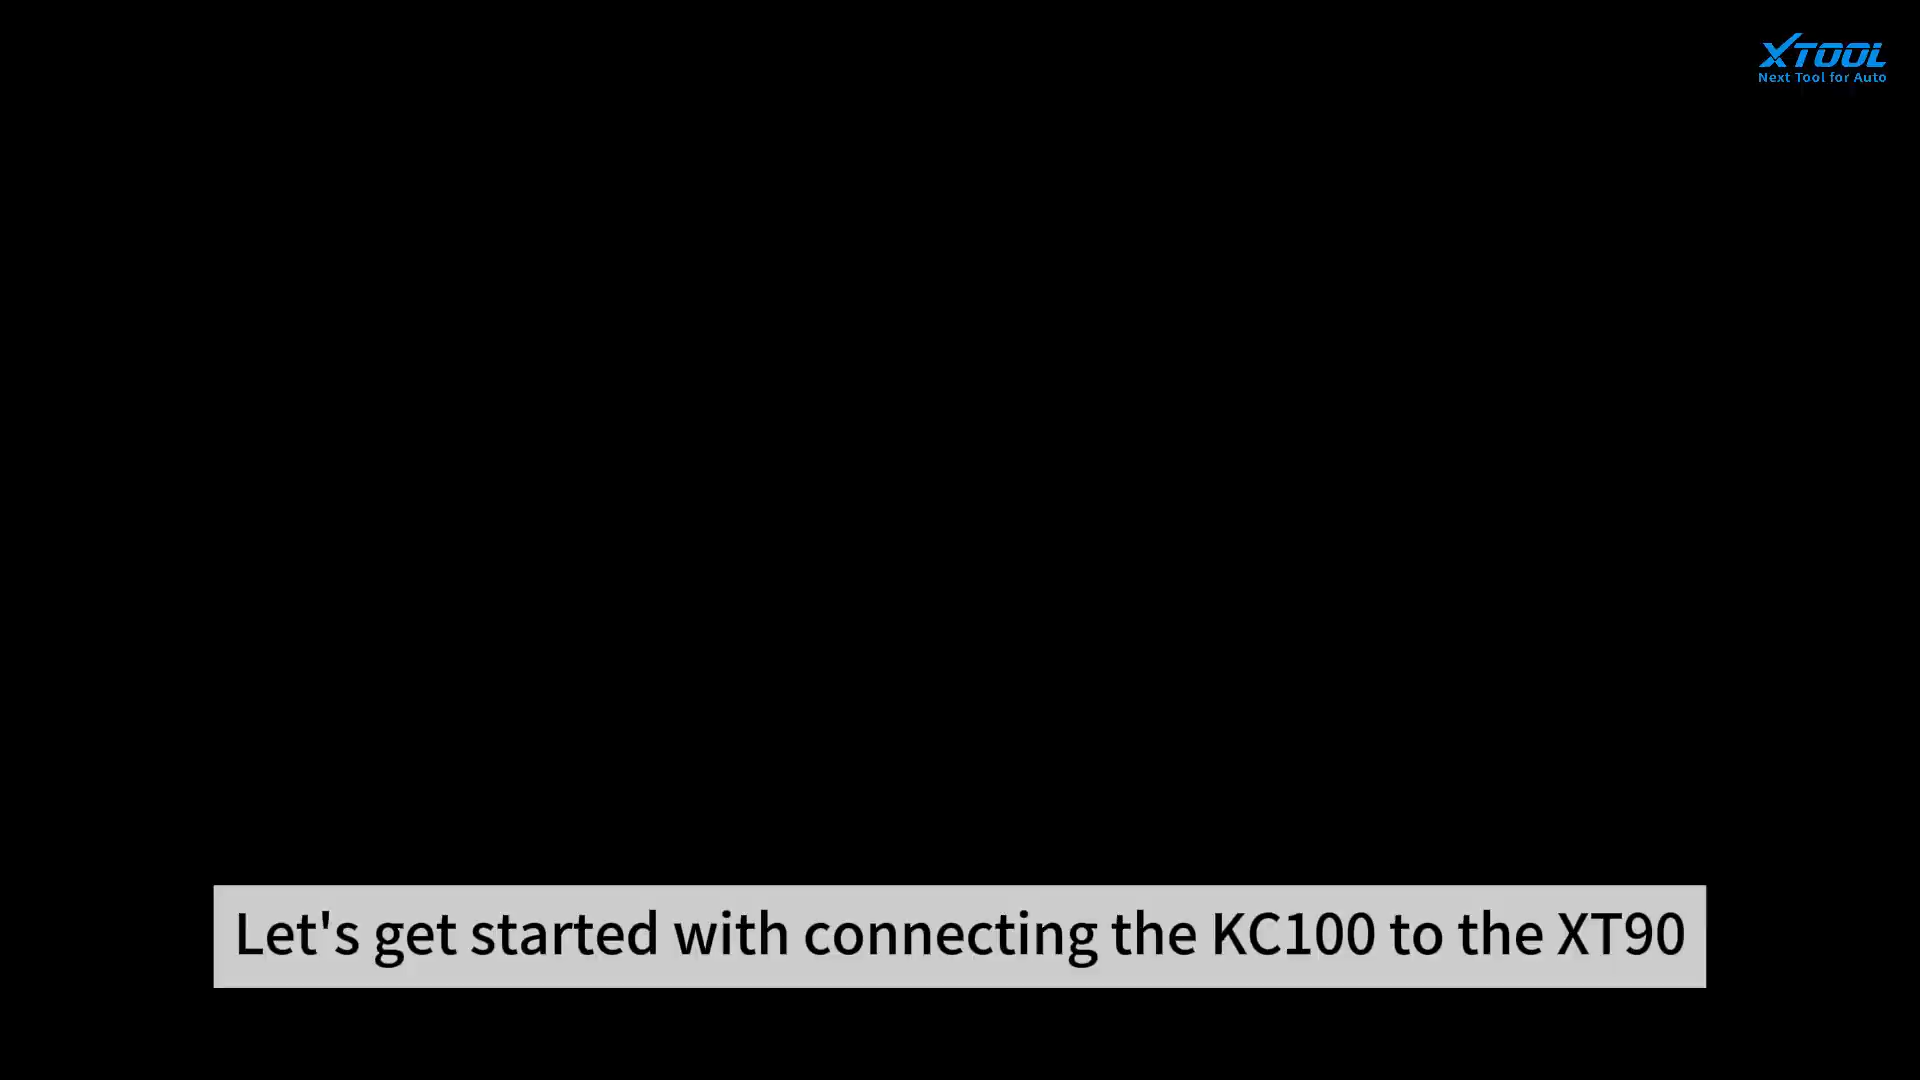 XTOOL
Next Tool for Auto
Let's get started with connecting the KC100 to the XT90